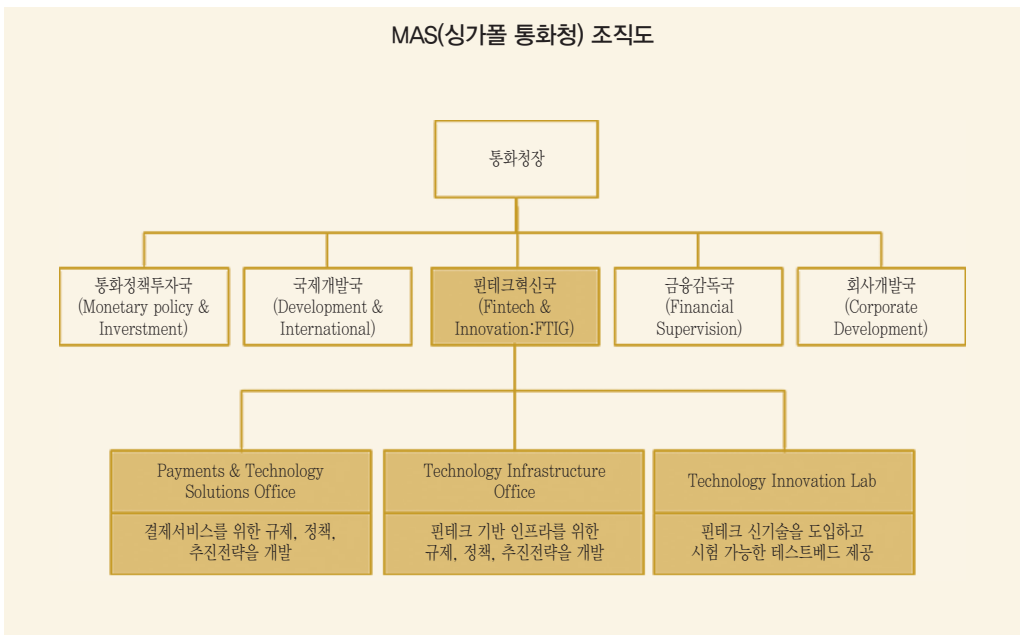 MAS(싱가폴 통화청) 조직도
통화청장
통화정책투자국
(Monetary policy &
Inverstment)
국제개발국
(Development &
International)
핀테크혁신국
(Fintech &
Innovation:FTIG)
금융감독국
(Financial
Supervision)
회사개발국
(Corporate
Development)
Payments & Technology
Solutions Office
결제서비스를 위한 규제, 정책,
추진전략을 개발
Technology Infrastructure
Office
핀테크 기반 인프라를 위한
규제, 정책, 추진전략을 개발
Technology Innovation Lab
핀테크 신기술을 도입하고
시험 가능한 테스트베드 제공